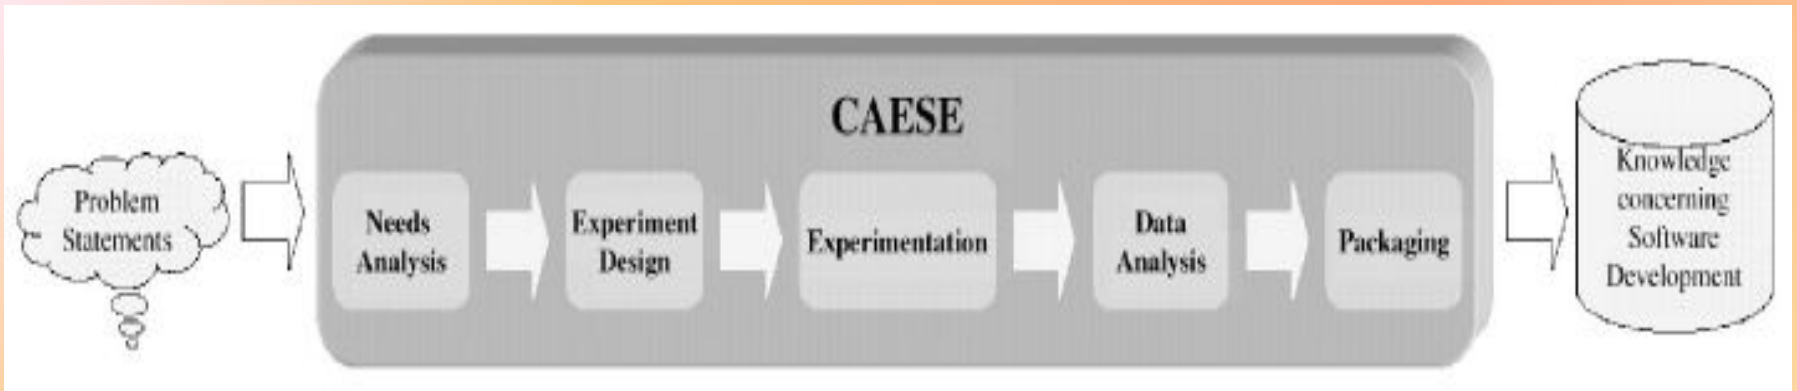 CAESE
Problem
Statements
Needs
Analysis
Experiment
Design
Experimentation
Data
Analysis
Packaging
Knowledge
concerning
Software
Development